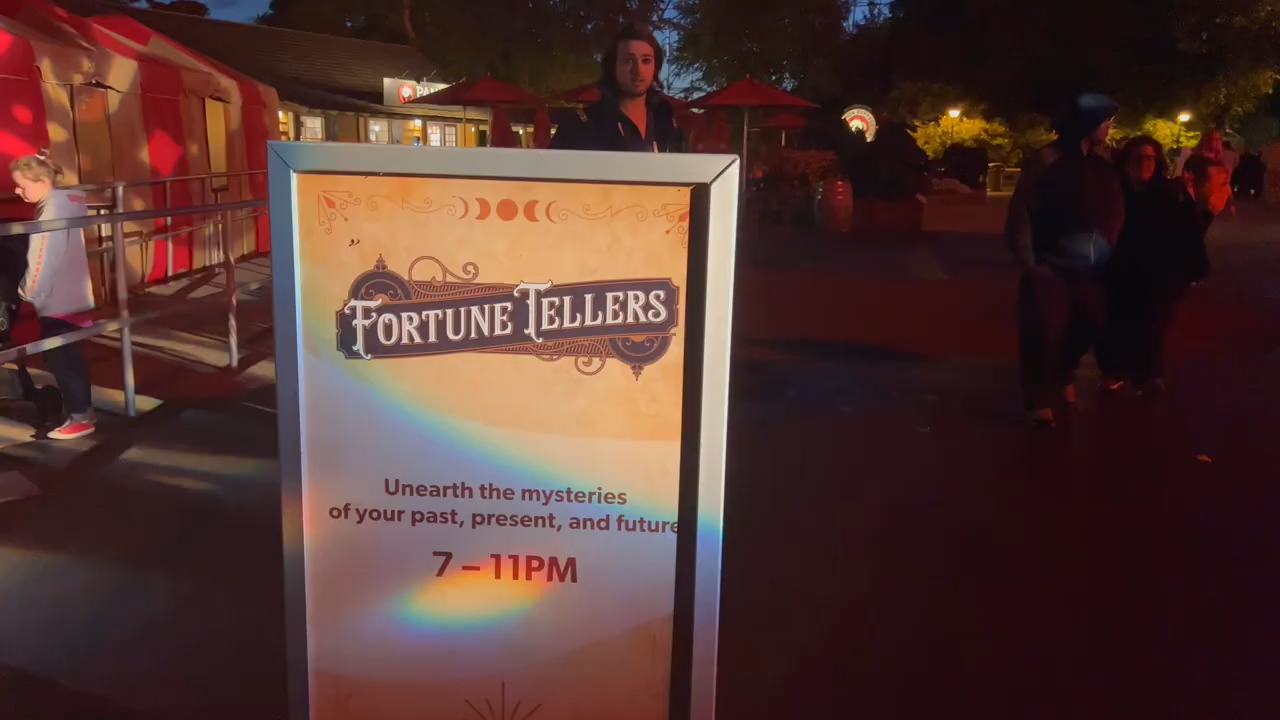 FORTUNE TELLERS
Unearth the mysteries
of your past, present, and future
7 – 11PM